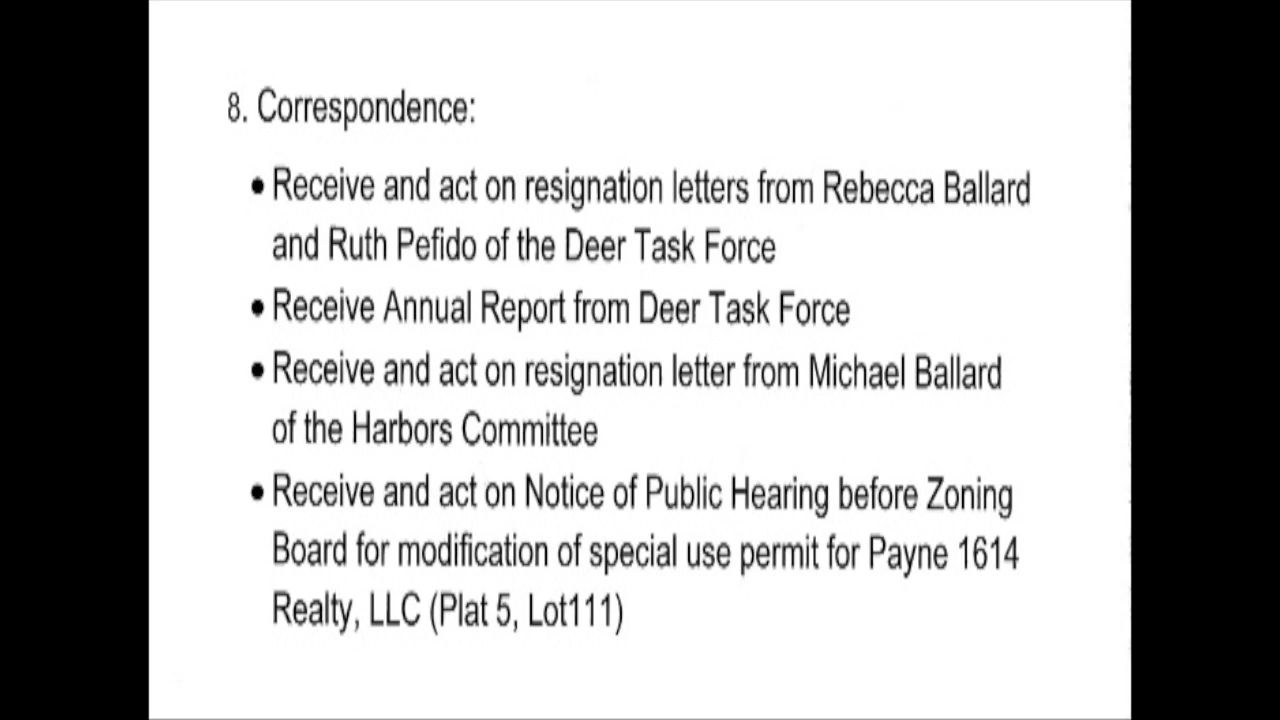 8. Correspondence:
• Receive and act on resignation letters from Rebecca Ballard
and Ruth Pefido of the Deer Task Force
• Receive Annual Report from Deer Task Force
• Receive and act on resignation letter from Michael Ballard
of the Harbors Committee
• Receive and act on Notice of Public Hearing before Zoning
Board for modification of special use permit for Payne 1614
Realty, LLC (Plat 5, Lot111)